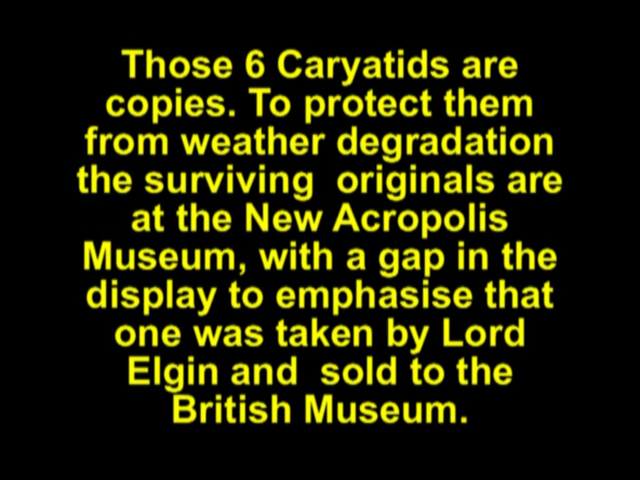 Those 6 Caryatids are
copies. To protect them
from weather degradation
the surviving  originals are
at the New Acropolis
Museum, with a gap in the
display to emphasise that
one was taken by Lord
Elgin and  sold to the
British Museum.